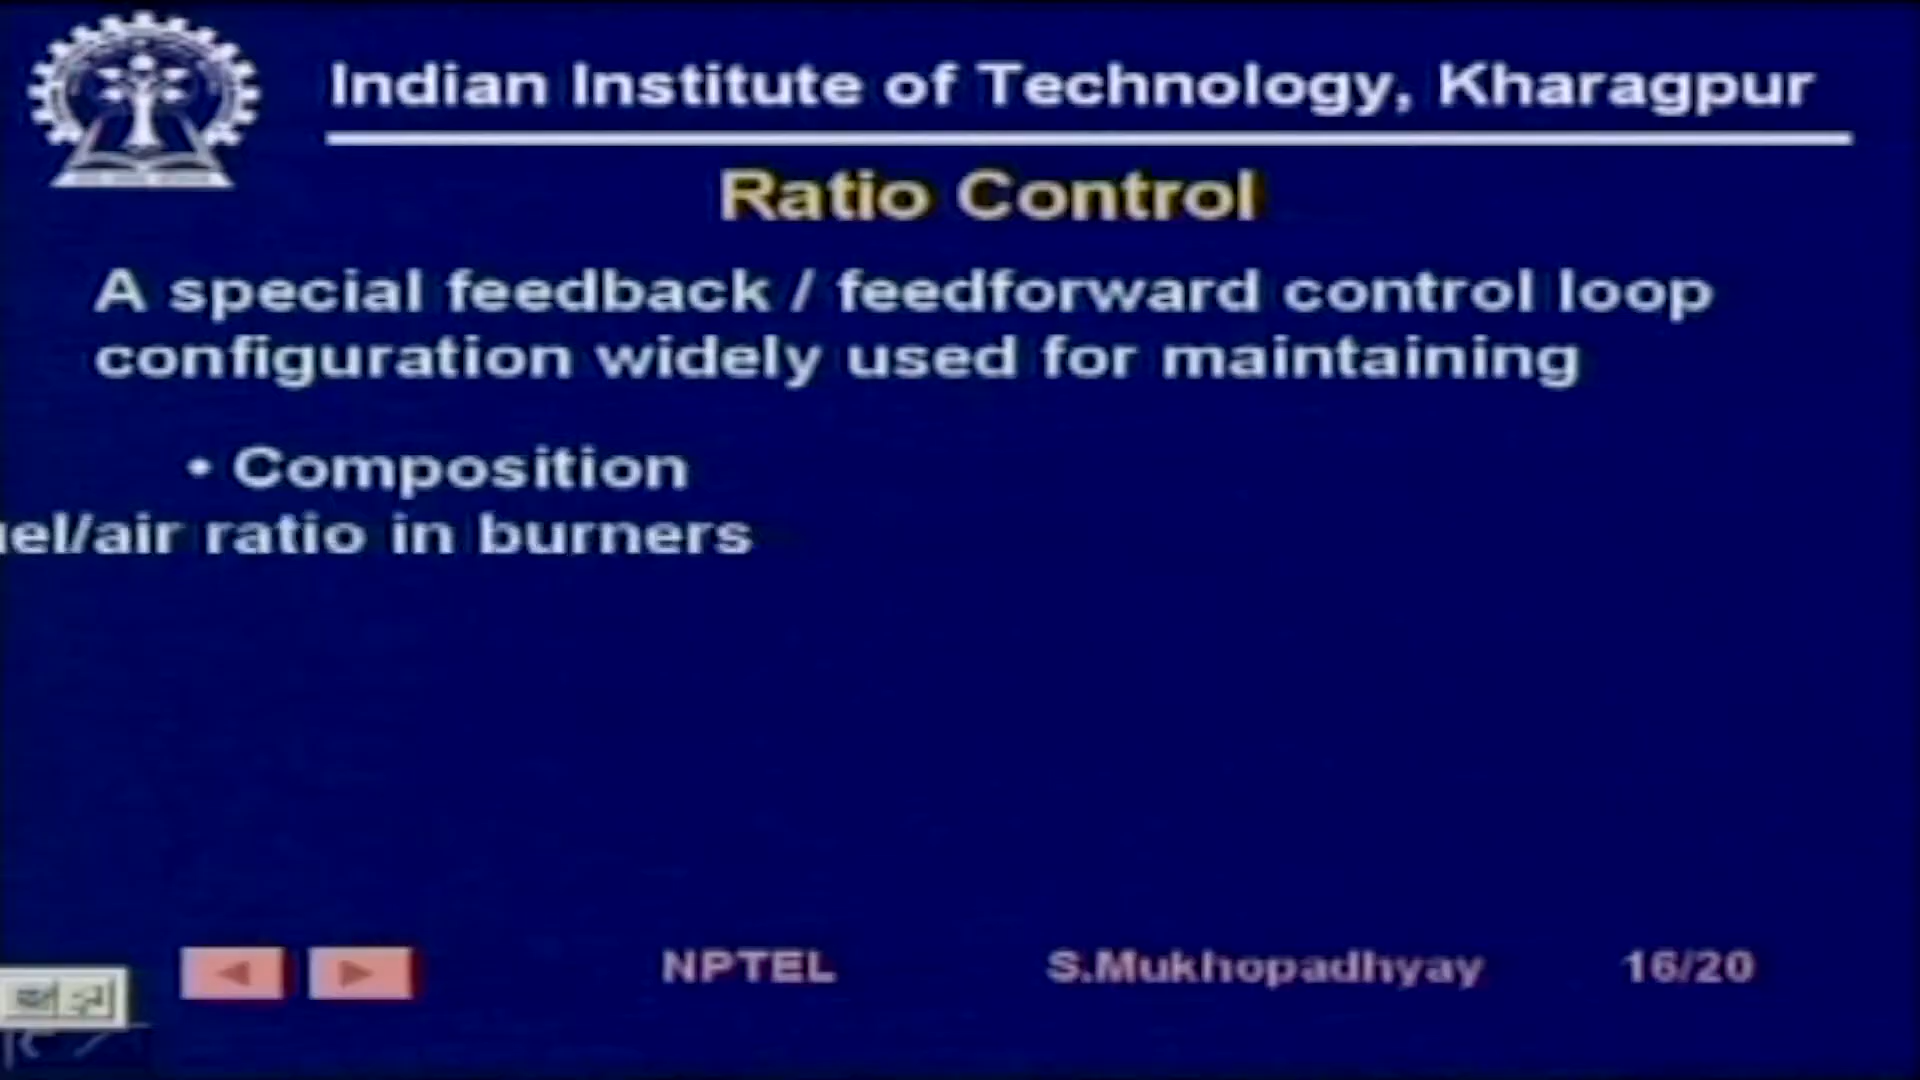 Indian Institute of Technology, Kharagpur
Ratio Control
A special feedback / feedforward control loop
configuration widely used for maintaining
• Composition
uel/air ratio in burners
NPTEL S.Mukhopadhyay 16/20